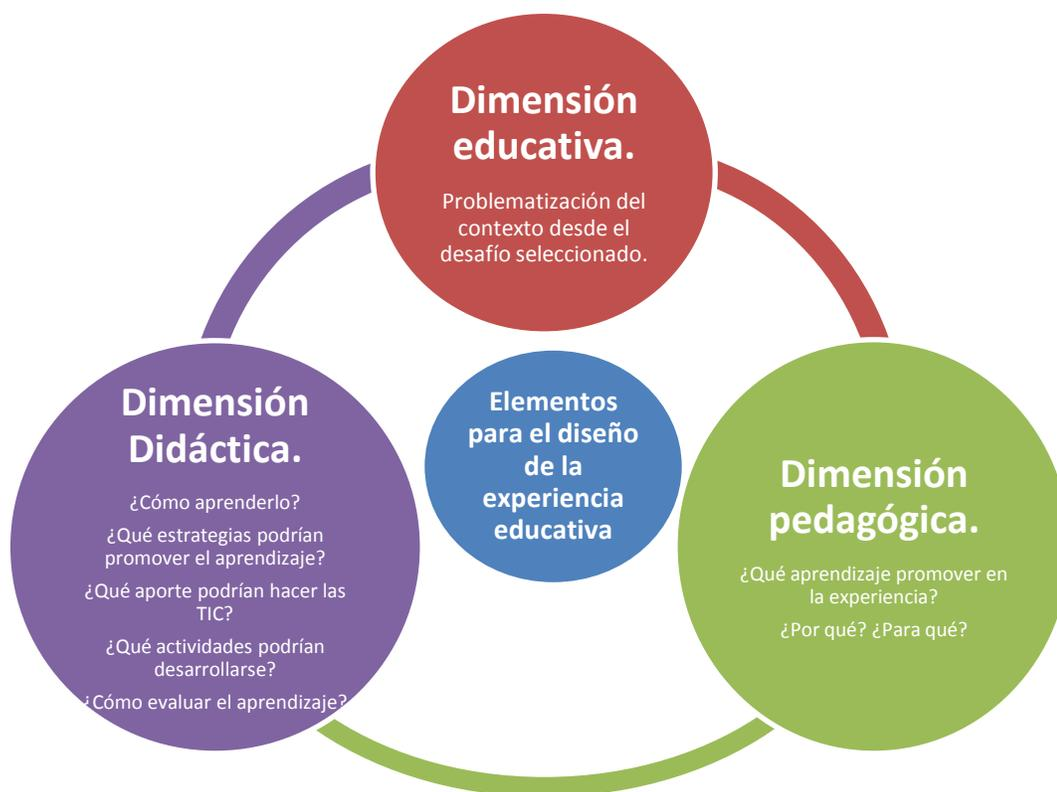 Dimensión
educativa.
Problematización del
contexto desde el
desafío seleccionado.
Elementos
para el diseño
de la
experiencia
educativa
Dimensión
pedagógica.
¿Qué aprendizaje promover en
la experiencia?
¿Por qué? ¿Para qué?
Dimensión
Didáctica.
¿Cómo aprenderlo?
¿Qué estrategias podrían
promover el aprendizaje?
¿Qué aporte podrían hacer las
TIC?
¿Qué actividades podrían
desarrollarse?
¿Cómo evaluar el aprendizaje?